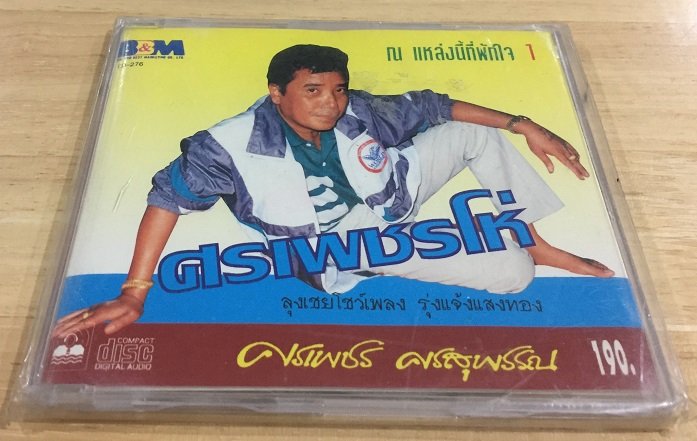 B&M
ณ แหล่งนี้ที่พักใจ 1
CD-276
ศรเพชรโห่
ลุงเชยโชว์เพลง รุ่งแจ้งแสงทอง
COMPACT
disc
DIGITAL AUDIO
ศรเพชร ศรสุพรรณ
190.